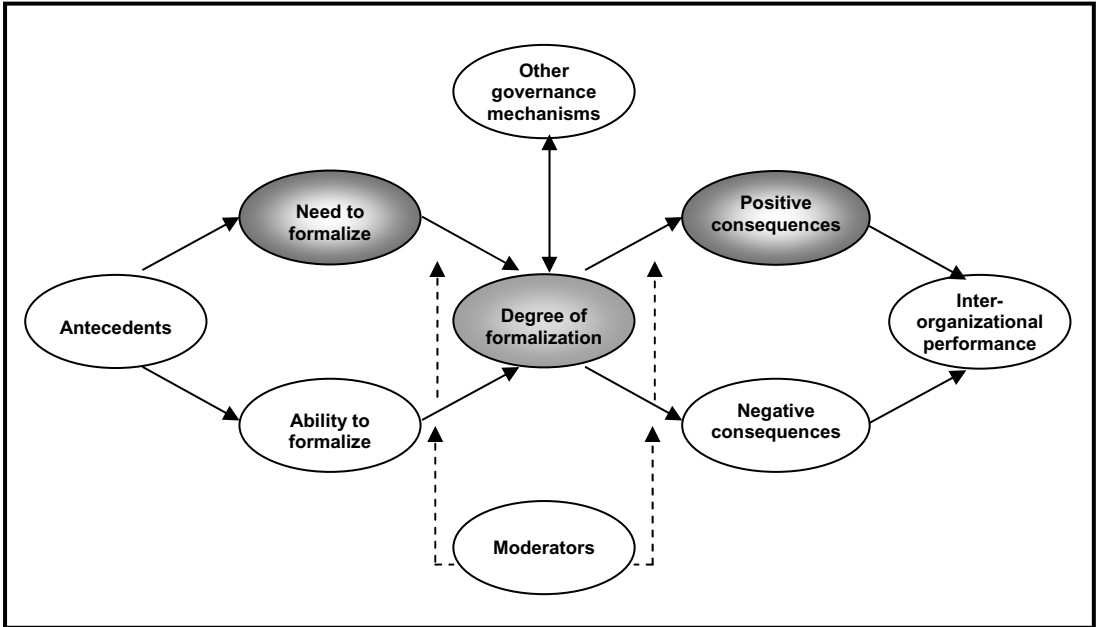 Other
governance
mechanisms
Need to
formalize
Positive
consequences
Antecedents
Degree of
formalization
Inter-
organizational
performance
Ability to
formalize
Negative
consequences
Moderators